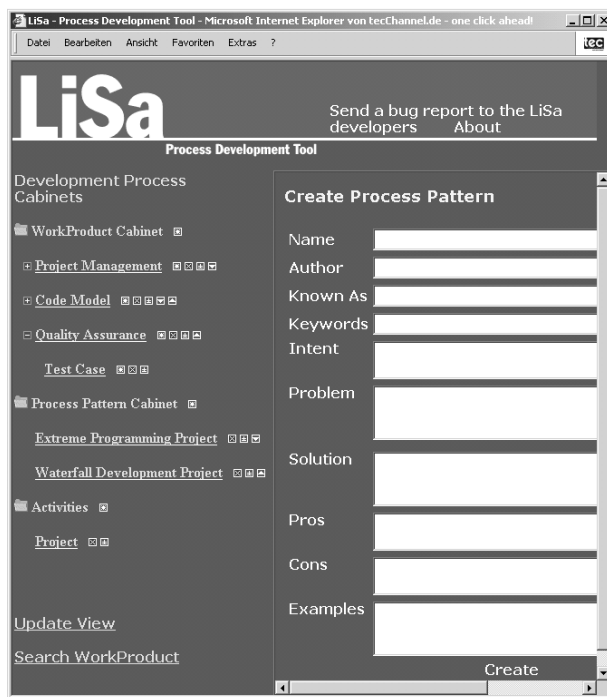 LiSa - Process Development Tool - Microsoft Internet Explorer von tecChannel.de - one click ahead!
Datei Bearbeiten Ansicht Favoriten Extras ?
tec
LiSa
Process Development Tool
Send a bug report to the LiSa
developers About
Development Process
Cabinets
WorkProduct Cabinet
Project Management
Code Model
Quality Assurance
Test Case
Process Pattern Cabinet
Extreme Programming Project
Waterfall Development Project
Activities
Project
Update View
Search WorkProduct
Create Process Pattern
Name
Author
Known As
Keywords
Intent
Problem
Solution
Pros
Cons
Examples
Create